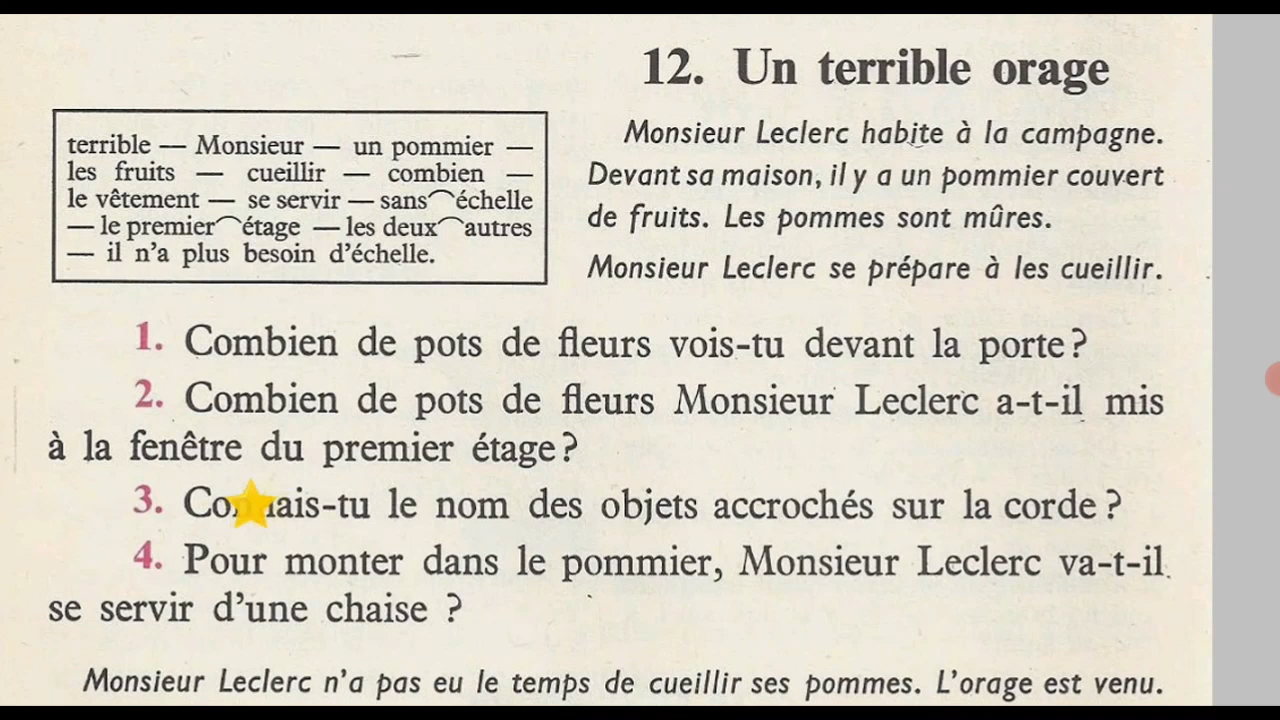 12. Un terrible orage
terrible — Monsieur — un pommier —
les fruits — cueillir — combien —
le vêtement — se servir — sans échelle
— le premier étage — les deux autres
— il n'a plus besoin d'échelle.
Monsieur Leclerc habite à la campagne.
Devant sa maison, il y a un pommier couvert
de fruits. Les pommes sont mûres.
Monsieur Leclerc se prépare à les cueillir.
1. Combien de pots de fleurs vois-tu devant la porte?
2. Combien de pots de fleurs Monsieur Leclerc a-t-il mis
à la fenêtre du premier étage?
3. le nom des objets accrochés sur la corde?
4. Pour monter dans le pommier, Monsieur Leclerc va-t-il
se servir d'une chaise ?
Monsieur Leclerc n'a pas eu le temps de cueillir ses pommes. L'orage est venu.